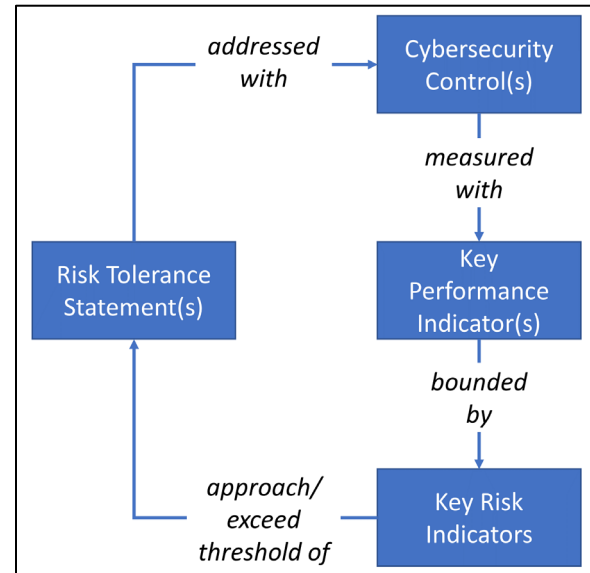 addressed
with
Cybersecurity
Control(s)
measured
with
Risk Tolerance
Statement(s)
Key
Performance
Indicator(s)
bounded
by
approach/
exceed
threshold of
Key Risk
Indicators